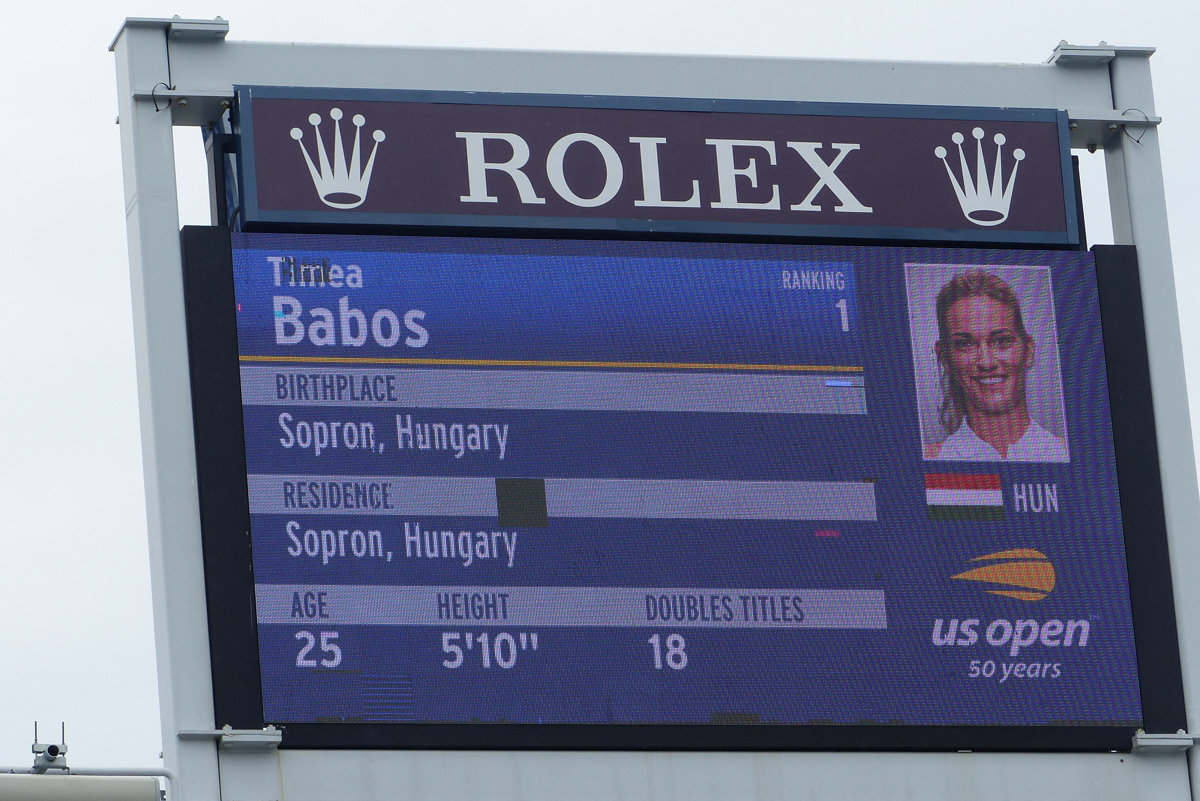 ROLEX
Timea
Babos
RANKING
1
BIRTHPLACE
Sopron, Hungary
RESIDENCE
Sopron, Hungary
AGE HEIGHT DOUBLES TITLES
25 5'10" 18
HUN
us open™
50 years